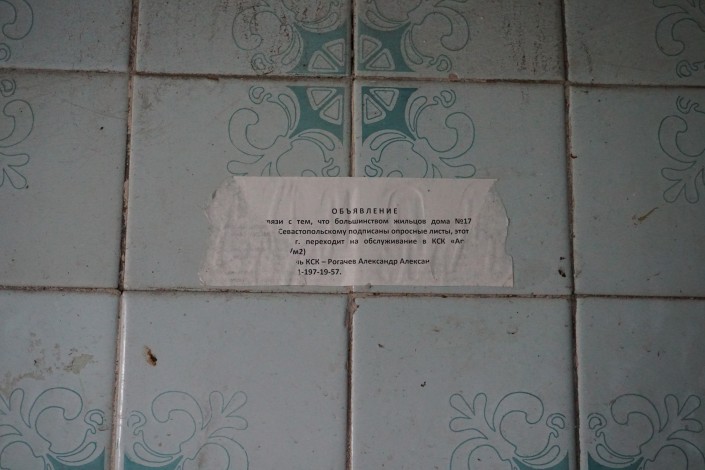 ОБЪЯВЛЕНИЕ
вязи с тем, что большинством жильцов дома №17
Севастопольскому подписаны опросные листы, этот
г. переходит на обслуживание в КСК «Аг
/м2)
ь КСК – Рогачев Александр Алексан
-197-19-57.